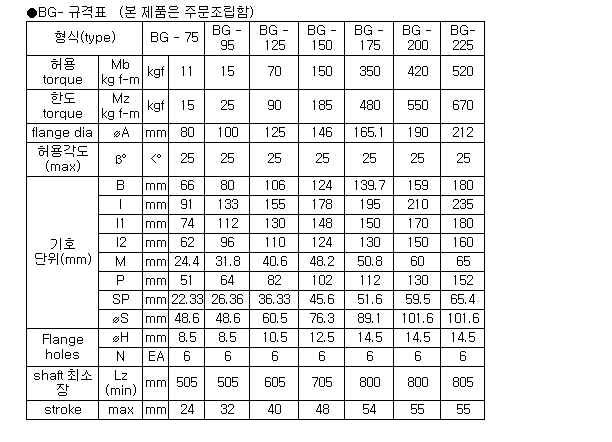 ●BG- 규격표 (본 제품은 주문조립함)
형식(type) BG - 75 BG - 95 BG - 125 BG - 150 BG - 175 BG - 200 BG- 225
허용 torque Mb kg f-m kgf 11 15 70 150 350 420 520
한도 torque Mz kg f-m kgf 15 25 90 185 480 550 670
flange dia øA mm 80 100 125 146 165.1 190 212
허용각도 (max) ß° <° 25 25 25 25 25 25 25
기호 단위(mm) B mm 66 80 106 124 139.7 159 180
I mm 91 133 155 178 195 210 235
I1 mm 74 112 130 148 150 170 180
I2 mm 62 96 110 124 130 150 160
M mm 24.4 31.8 40.6 48.2 50.8 60 65
P mm 51 64 82 102 112 130 152
SP mm 22.33 26.36 36.33 45.6 51.6 59.5 65.4
øS mm 48.6 48.6 60.5 76.3 89.1 101.6 101.6
Flange holes øH mm 8.5 8.5 10.5 12.5 14.5 14.5 14.5
N EA 6 6 6 6 6 6 6
shaft 최소장 Lz (min) mm 505 505 605 705 800 800 805
stroke max mm 24 32 40 48 54 55 55